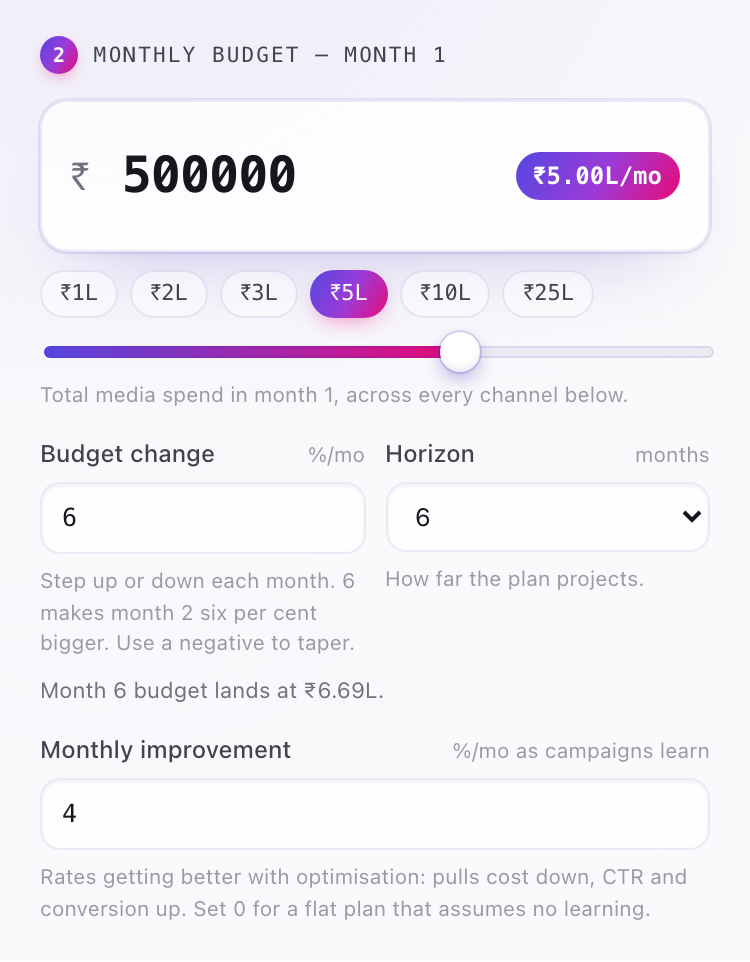 2 MONTHLY BUDGET — MONTH 1
₹ 500000 ₹5.00L/mo
₹1L ₹2L ₹3L ₹5L ₹10L ₹25L
Total media spend in month 1, across every channel below.
Budget change %/mo
6
Step up or down each month. 6
makes month 2 six per cent
bigger. Use a negative to taper.
Horizon months
6
How far the plan projects.
Month 6 budget lands at ₹6.69L.
Monthly improvement %/mo as campaigns learn
4
Rates getting better with optimisation: pulls cost down, CTR and
conversion up. Set 0 for a flat plan that assumes no learning.